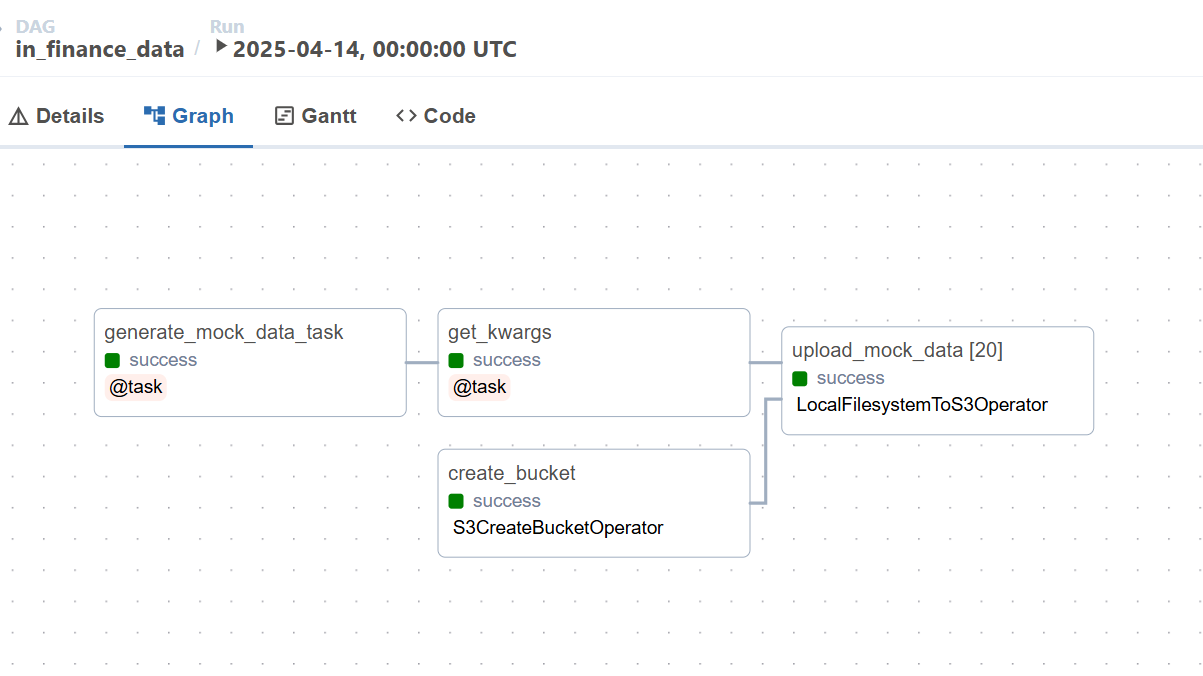 DAG
Run
in_finance_data / 2025-04-14, 00:00:00 UTC
Details Graph Gantt Code
generate_mock_data_task
success
@task
get_kwargs
success
@task
upload_mock_data [20]
success
LocalFilesystemToS3Operator
create_bucket
success
S3CreateBucketOperator